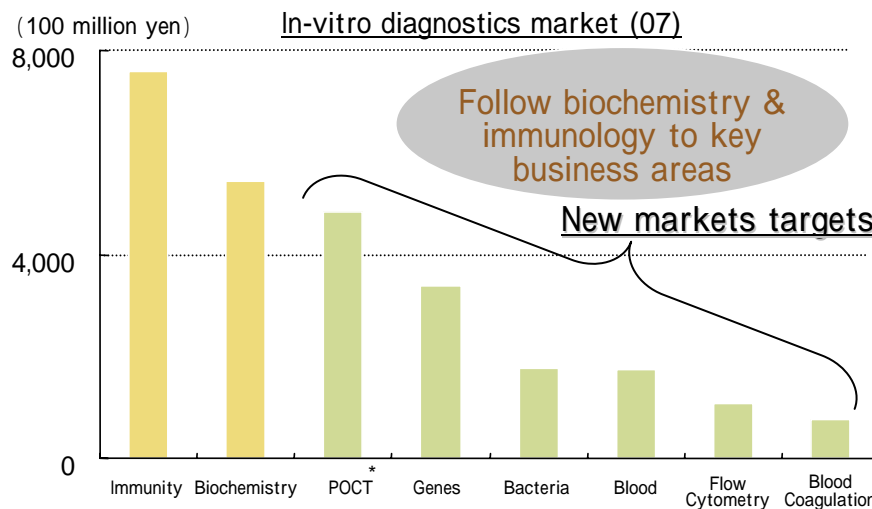 (100 million yen)
In-vitro diagnostics market (07)
8,000
Follow biochemistry &
immunology to key
business areas
New markets targets
4,000
0
Immunity
Biochemistry
POCT*
Genes
Bacteria
Blood
Flow
Cytometry
Blood
Coagulation